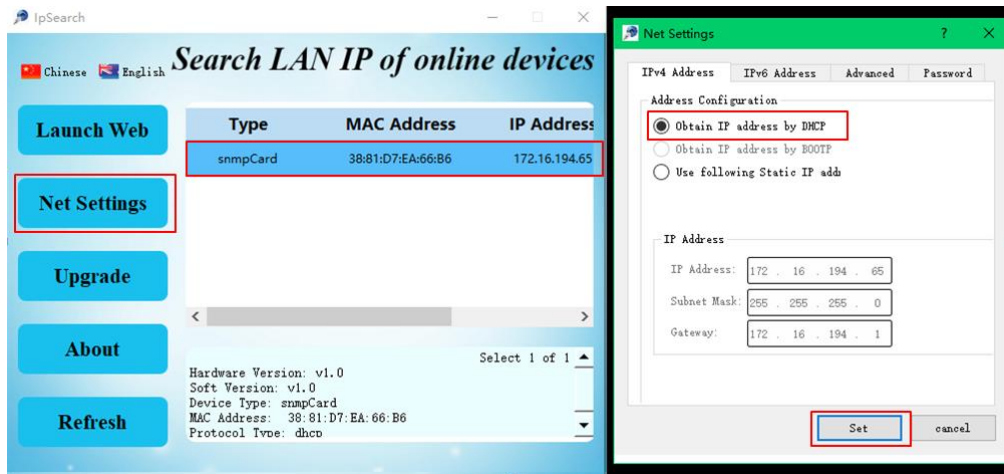 IpSearch
Chinese English Search LAN IP of online devices
Launch Web
Net Settings
Upgrade
About
Refresh
Type MAC Address IP Address
snmpCard 38:81:D7:EA:66:B6 172.16.194.65
Select 1 of 1
Hardware Version: v1.0
Soft Version: v1.0
Device Type: snmpCard
MAC Address: 38:81:D7:EA:66:B6
Protocol Type: dhcp
Net Settings
IPv4 Address IPv6 Address Advanced Password
Address Configuration
Obtain IP address by DHCP
Obtain IP address by BOOTP
Use following Static IP add
IP Address
IP Address: 172 . 16 . 194 . 65
Subnet Mask: 255 . 255 . 255 . 0
Gateway: 172 . 16 . 194 . 1
Set cancel